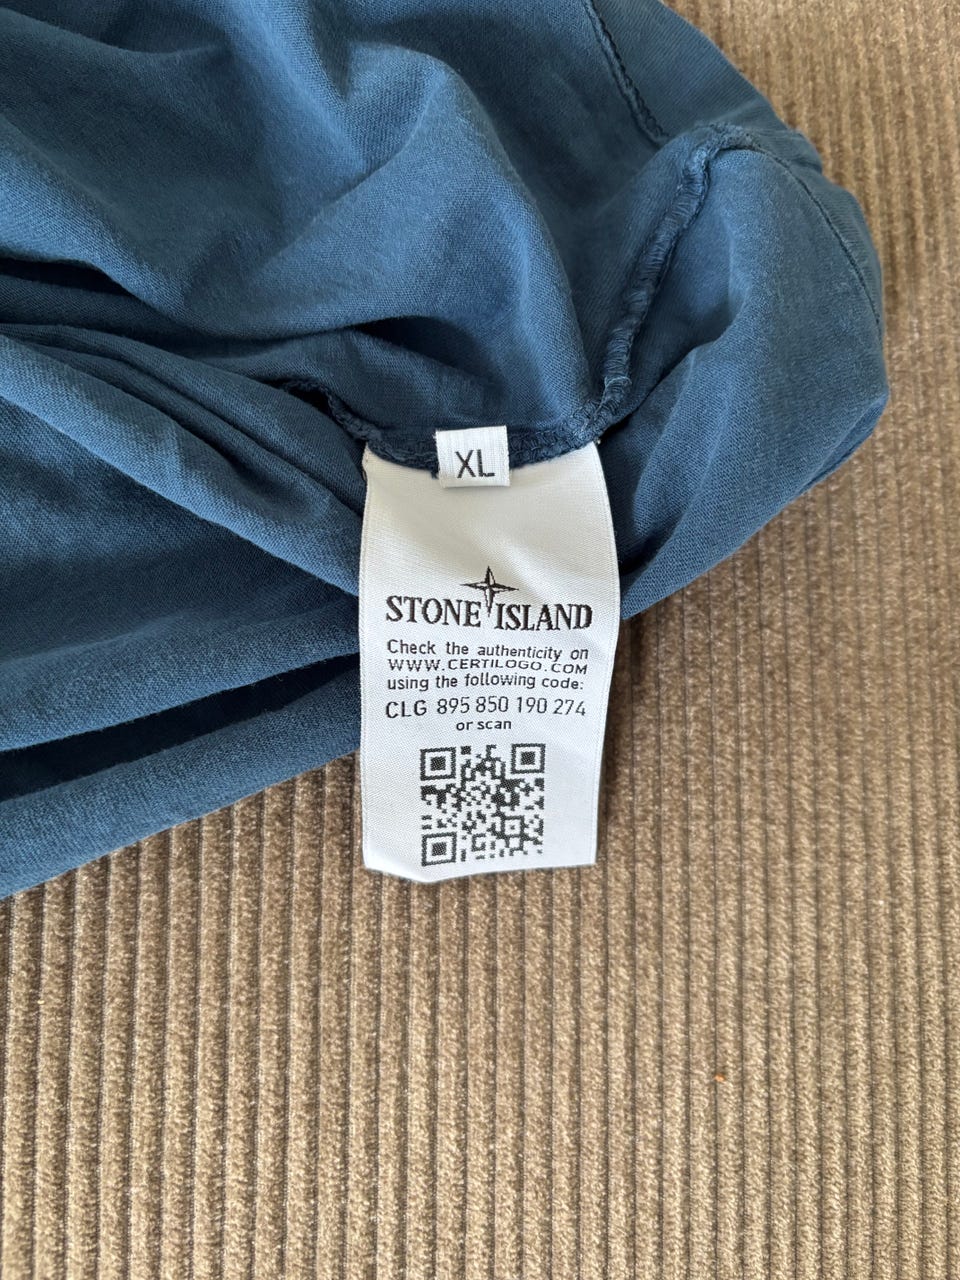 XL
STONE ISLAND
Check the authenticity on
WWW.CERTILOGO.COM
using the following code:
CLG 895 850 190 274
or scan